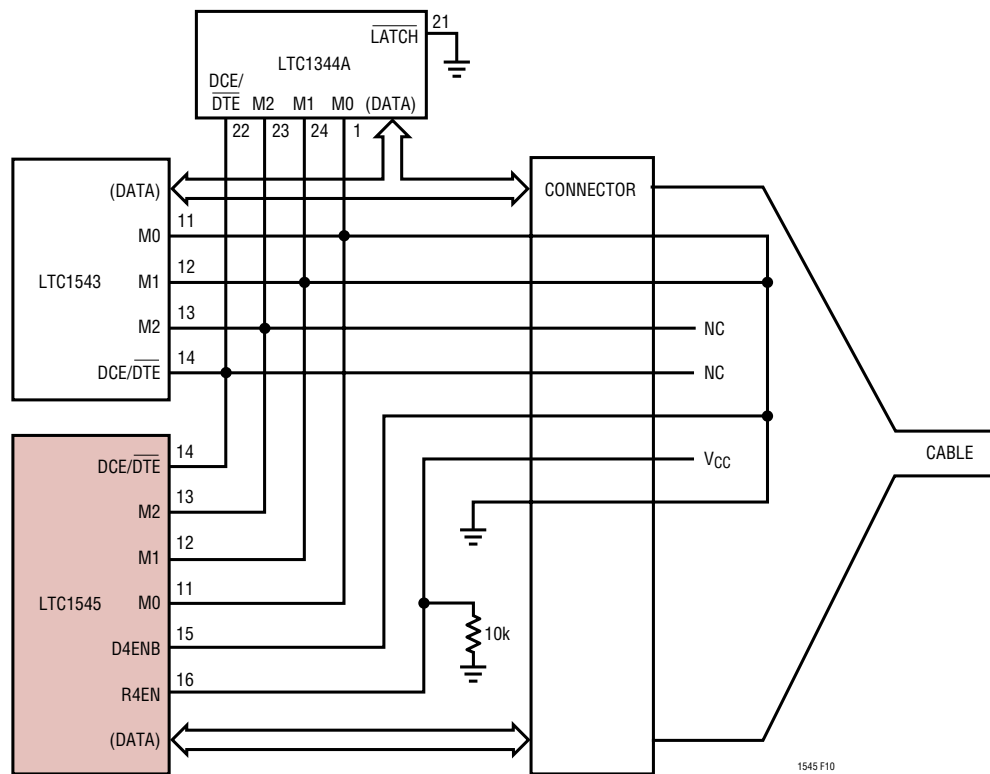 21
LATCH
LTC1344A
DCE/
DTE M2 M1 M0 (DATA)
22 23 24 1
(DATA)
CONNECTOR
11
M0
12
M1
LTC1543
13
M2
NC
14
DCE/DTE
NC
14
DCE/DTE
VCC
CABLE
13
M2
12
M1
11
LTC1545
M0
10k
15
D4ENB
16
R4EN
(DATA)
1545 F10